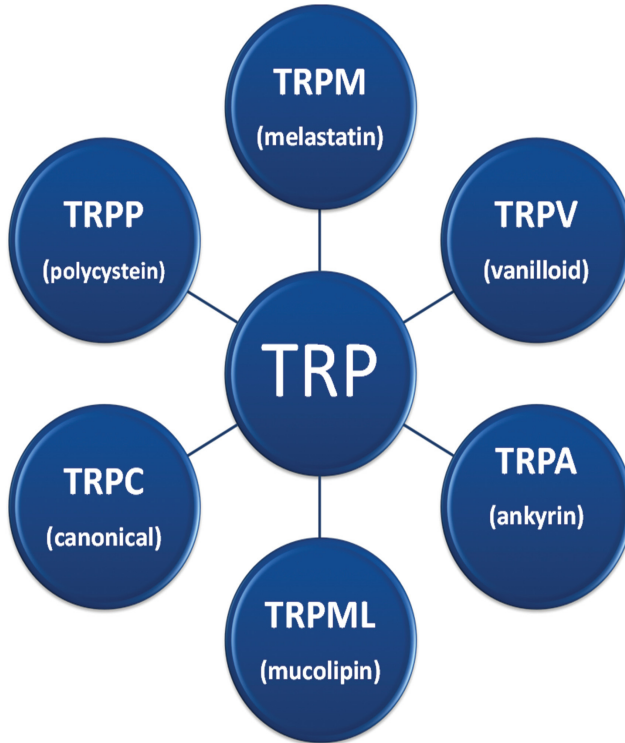 TRPM
(melastatin)
TRPP
(polycystein)
TRPV
(vanilloid)
TRP
TRPC
(canonical)
TRPA
(ankyrin)
TRPML
(mucolipin)